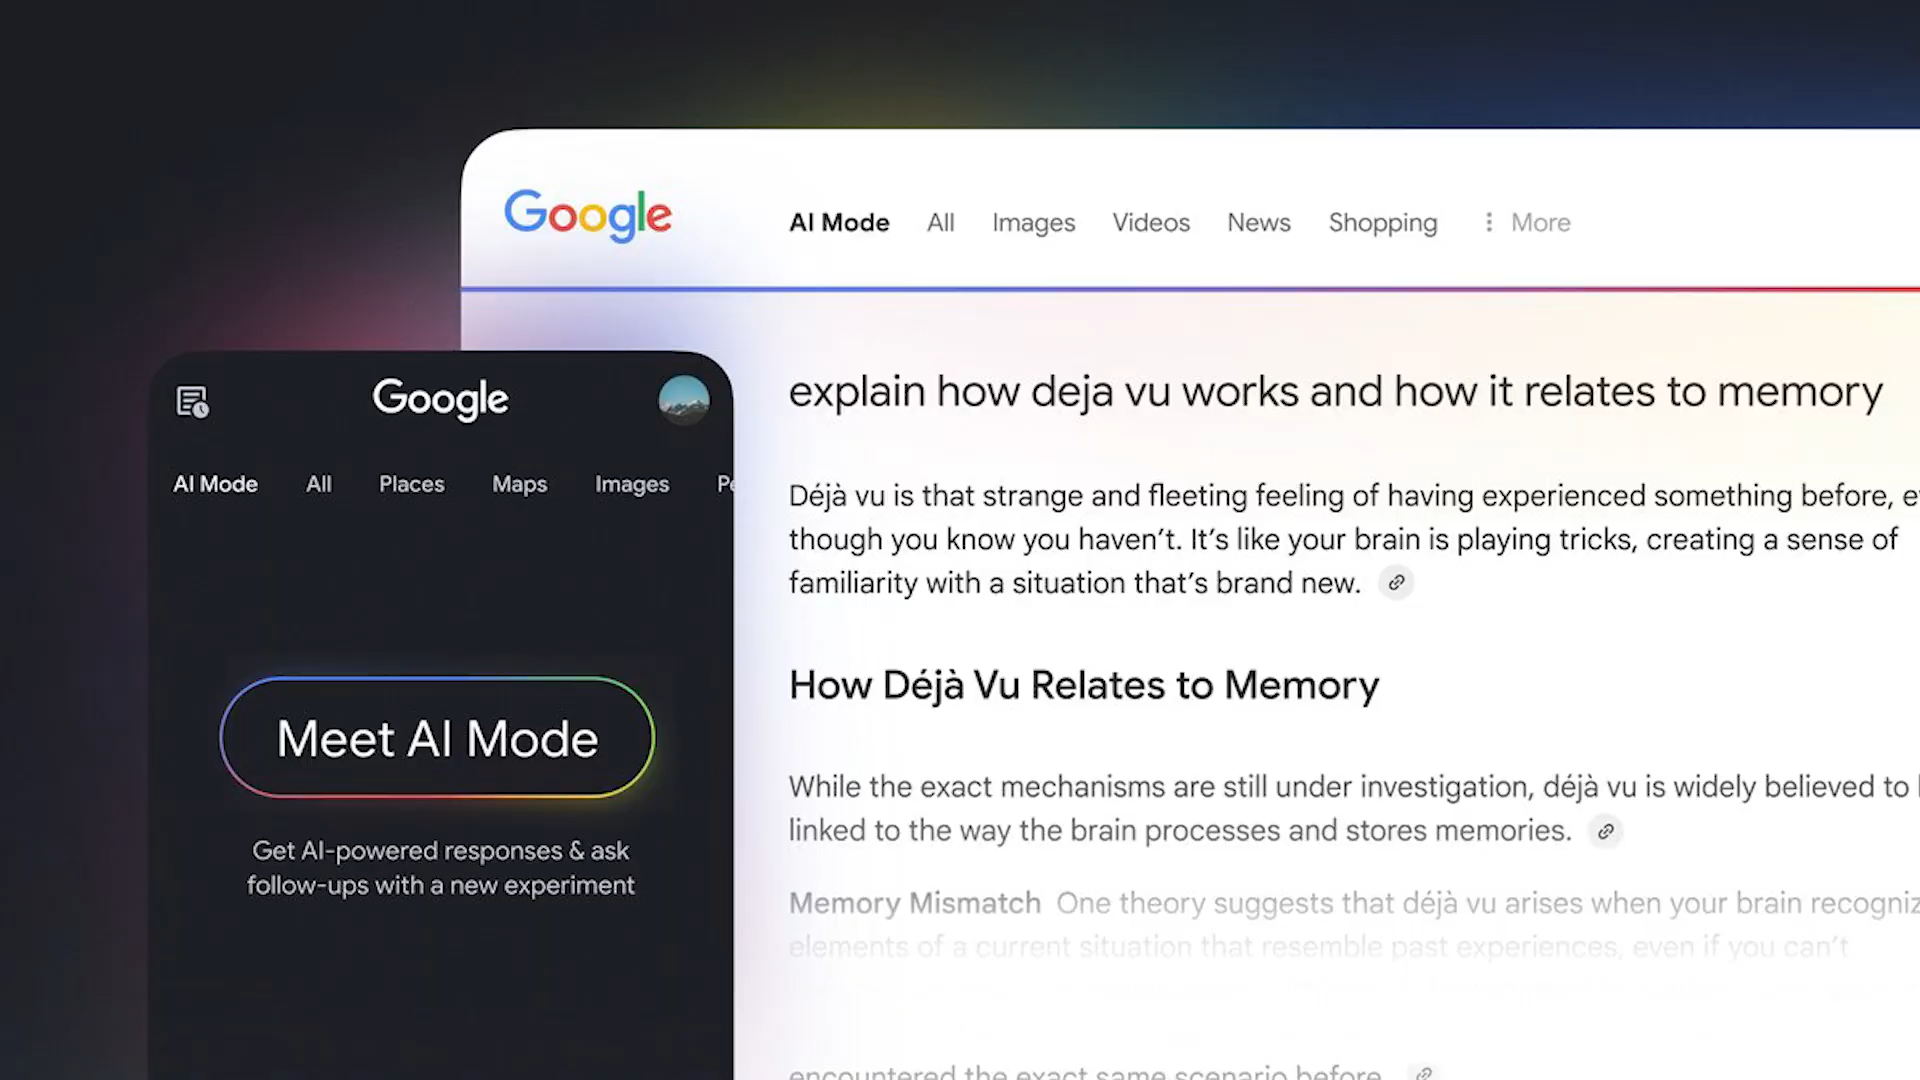 Google
AI Mode All Images Videos News Shopping More
explain how deja vu works and how it relates to memory
Déjà vu is that strange and fleeting feeling of having experienced something before,
though you know you haven’t. It’s like your brain is playing tricks, creating a sense of
familiarity with a situation that’s brand new.
How Déjà Vu Relates to Memory
While the exact mechanisms are still under investigation, déjà vu is widely believed to
linked to the way the brain processes and stores memories.
Memory Mismatch One theory suggests that déjà vu arises when your brain
elements of a current situation that resemble past experiences, even if you can’t
encountered the exact same scenario before.
Google
AI Mode All Places Maps Images
Meet AI Mode
Get AI-powered responses & ask
follow-ups with a new experiment